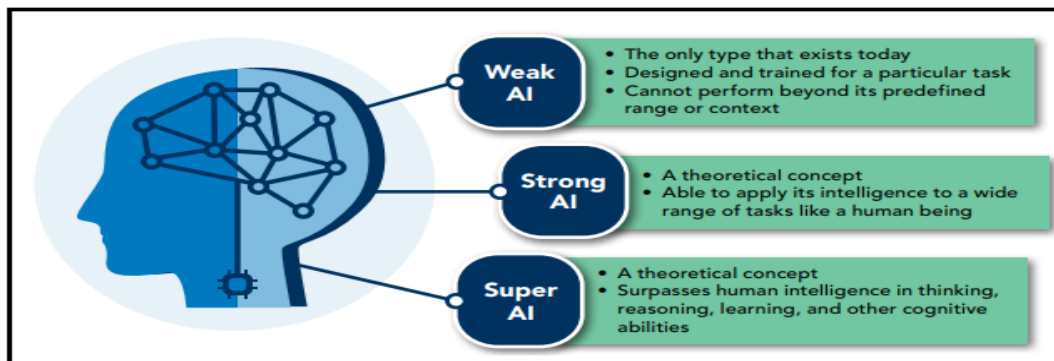 Weak
AI
• The only type that exists today
• Designed and trained for a particular task
• Cannot perform beyond its predefined
range or context
Strong
AI
• A theoretical concept
• Able to apply its intelligence to a wide
range of tasks like a human being
Super
AI
• A theoretical concept
• Surpasses human intelligence in thinking,
reasoning, learning, and other cognitive
abilities